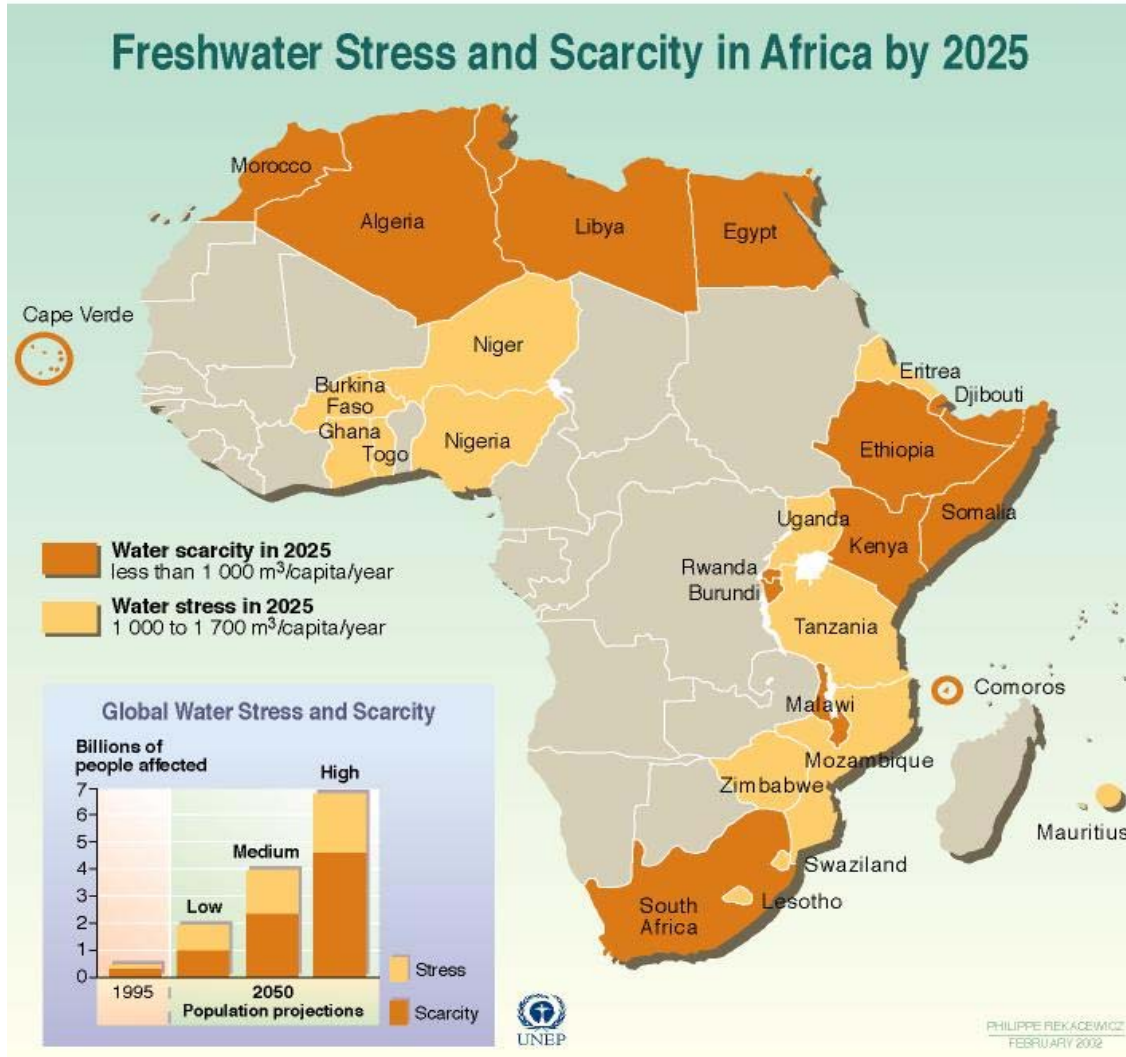 Freshwater Stress and Scarcity in Africa by 2025
Morocco
Algeria
Libya
Egypt
Cape Verde
Niger
Burkina
Faso
Ghana
Togo
Nigeria
Eritrea
Djibouti
Ethiopia
Somalia
Uganda
Kenya
Rwanda
Burundi
Tanzania
Comoros
Malawi
Mozambique
Zimbabwe
Mauritius
Swaziland
Lesotho
South
Africa
Water scarcity in 2025
less than 1 000 m³/capita/year
Water stress in 2025
1 000 to 1 700 m³/capita/year
Global Water Stress and Scarcity
Billions of
people affected
7
6
5
4
3
2
1
0
Low
Medium
High
1995
2050
Population projections
Stress
Scarcity
UNEP
PHILIPPE REKACEWICZ
FEBRUARY 2002